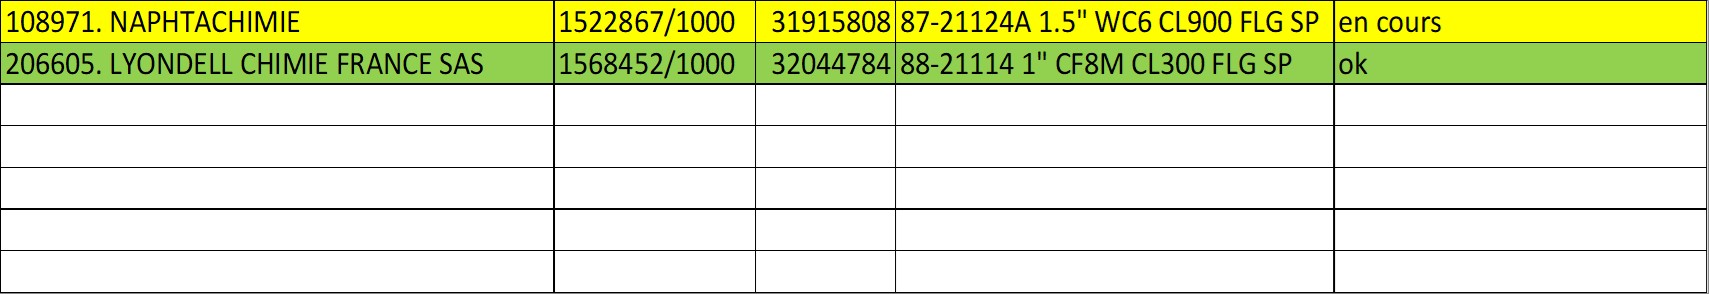 108971. NAPHTACHIMIE 1522867/1000 31915808 87-21124A 1.5" WC6 CL900 FLG SP en cours
206605. LYONDELL CHIMIE FRANCE SAS 1568452/1000 32044784 88-21114 1" CF8M CL300 FLG SP ok